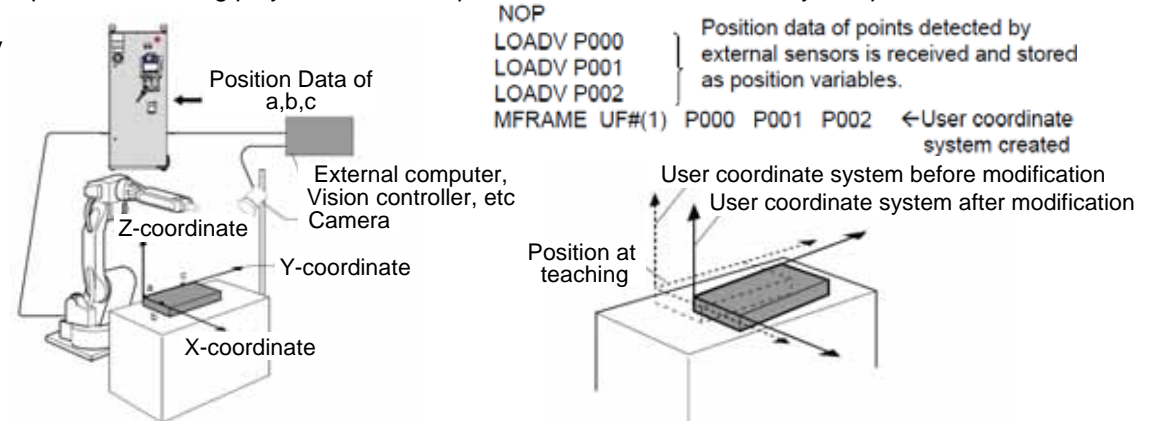 NOP
LOADV P000
LOADV P001
LOADV P002
MFRAME UF#(1) P000 P001 P002
Position data of points detected by
external sensors is received and stored
as position variables.
←User coordinate
system created
Position Data of
a,b,c
External computer,
Vision controller, etc
Camera
Z-coordinate
Y-coordinate
X-coordinate
User coordinate system before modification
User coordinate system after modification
Position at
teaching